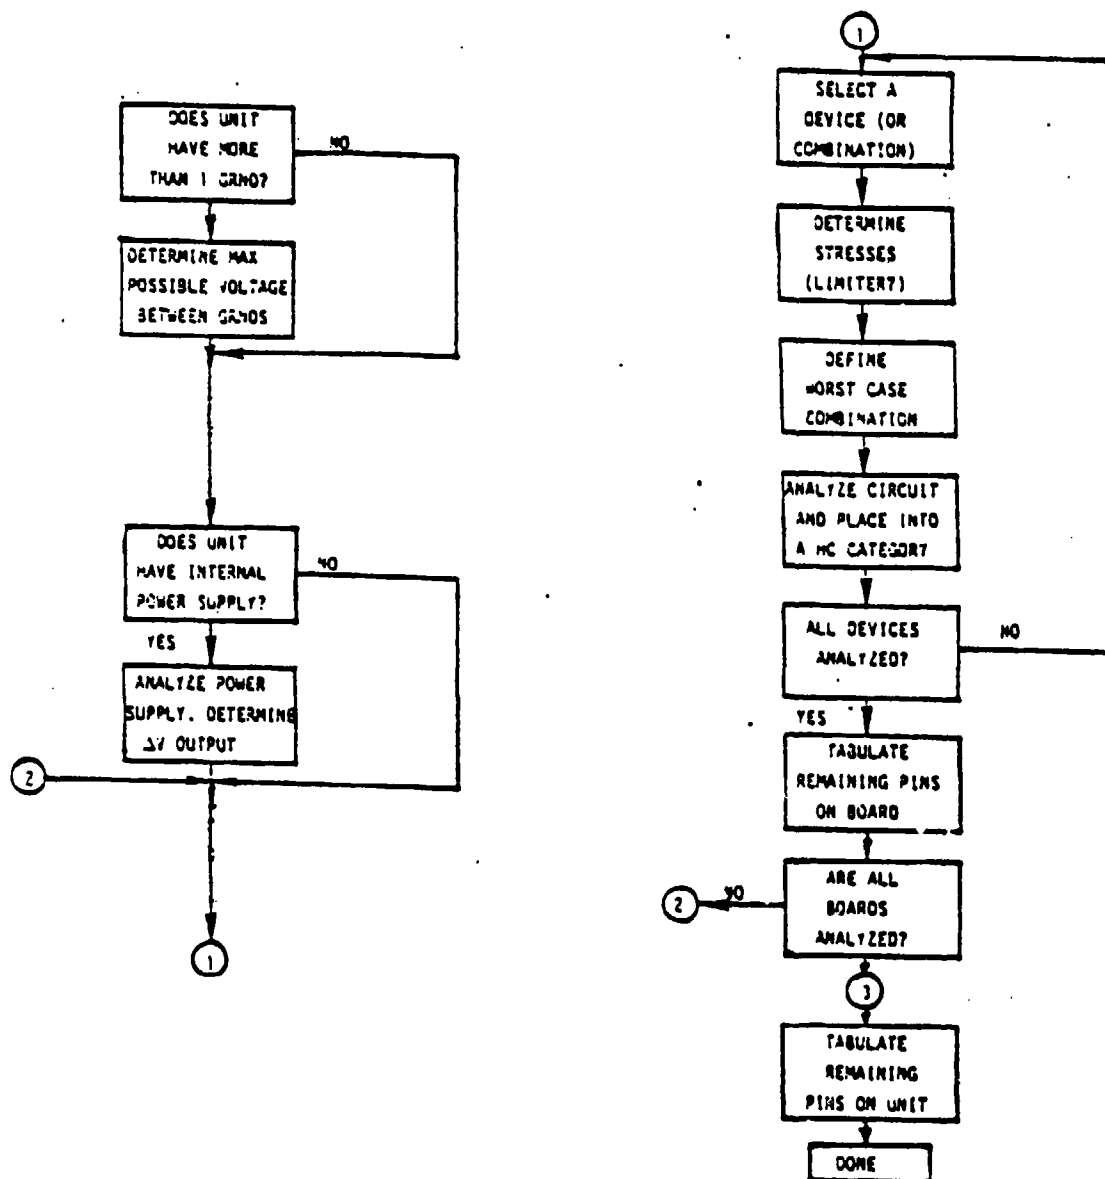 DOES UNIT
HAVE MORE
THAN 1 GRND?
NO
DETERMINE MAX
POSSIBLE VOLTAGE
BETWEEN GRNDS
DOES UNIT
HAVE INTERNAL
POWER SUPPLY?
NO
YES
ANALYZE POWER
SUPPLY. DETERMINE
ΔV OUTPUT
2
1
1
SELECT A
DEVICE (OR
COMBINATION)
DETERMINE
STRESSES
(LIMITER?)
DEFINE
WORST CASE
COMBINATION
ANALYZE CIRCUIT
AND PLACE INTO
A HC CATEGORY
ALL DEVICES
ANALYZED?
NO
YES
TABULATE
REMAINING PINS
ON BOARD
ARE ALL
BOARDS
ANALYZED?
NO
2
3
TABULATE
REMAINING
PINS ON UNIT
DONE